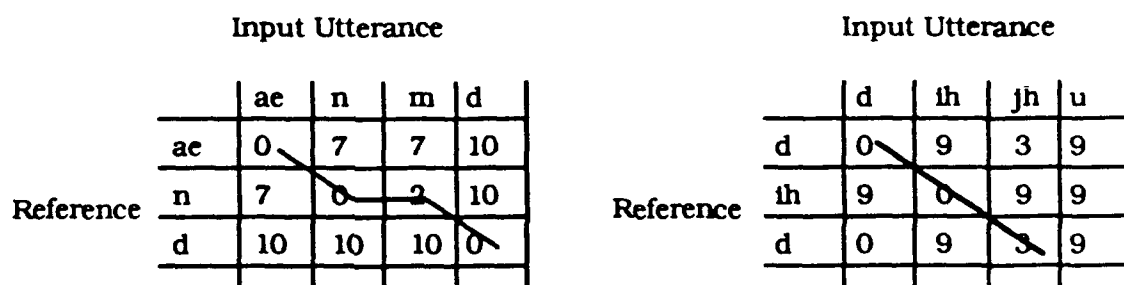 Input Utterance
ae n m d
ae 0 7 7 10
Reference n 7 0 2 10
d 10 10 10 0
Input Utterance
d ih jh u
d 0 9 3 9
Reference ih 9 0 9 9
d 0 9 3 9